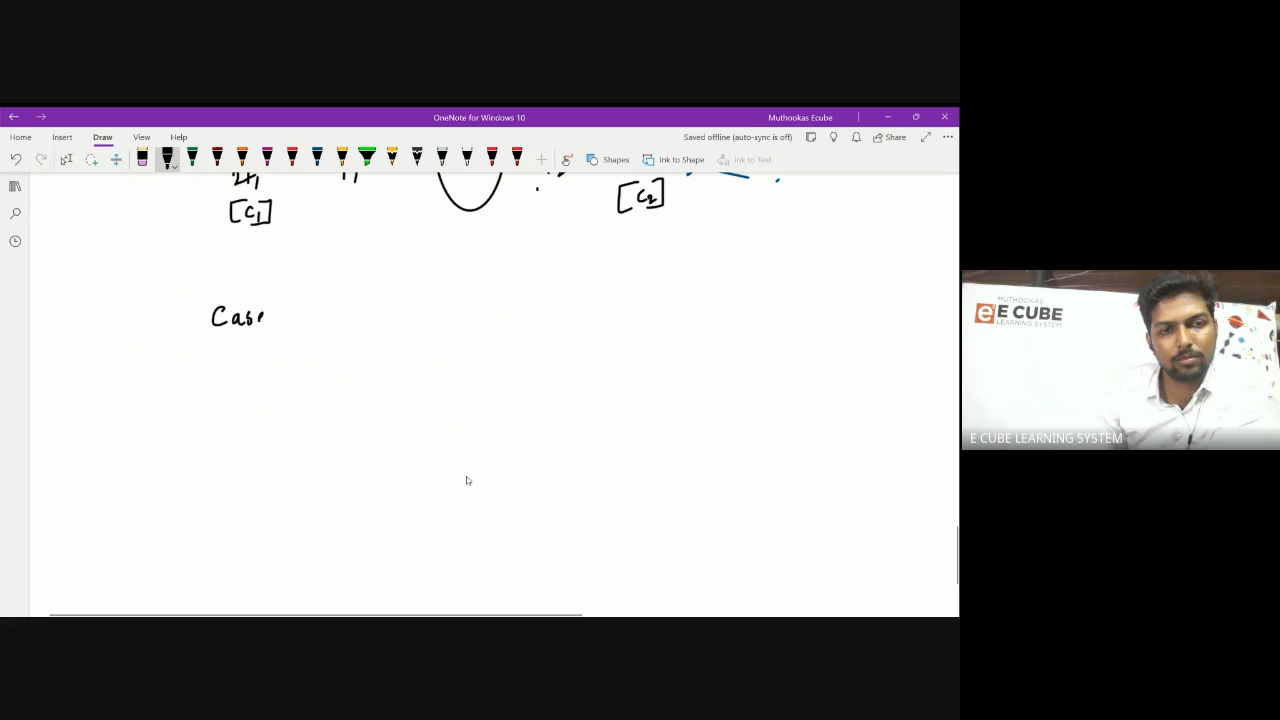 OneNote for Windows 10
Muthookas Ecube
Home Insert Draw View Help
Saved offline (auto-sync is off)
Share
Shapes
Ink to Shape
Ink to Text
[C1]
[C2]
Case
MUTHOOKAS
E CUBE
LEARNING SYSTEM
E CUBE LEARNING SYSTEM